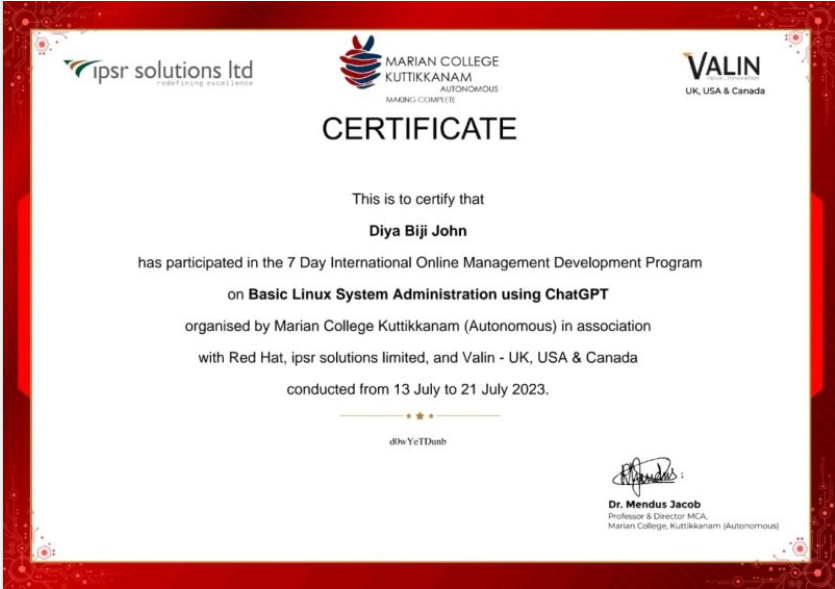 ipsr solutions ltd
redefining excellence
MARIAN COLLEGE
KUTTIKKANAM
AUTONOMOUS
MAKING COMPLETE
VALIN
UK, USA & Canada
CERTIFICATE
This is to certify that
Diya Biji John
has participated in the 7 Day International Online Management Development Program
on Basic Linux System Administration using ChatGPT
organised by Marian College Kuttikkanam (Autonomous) in association
with Red Hat, ipsr solutions limited, and Valin - UK, USA & Canada
conducted from 13 July to 21 July 2023.
d0wYeTDunb
Dr. Mendus Jacob
Professor & Director MCA,
Marian College, Kuttikkanam (Autonomous)